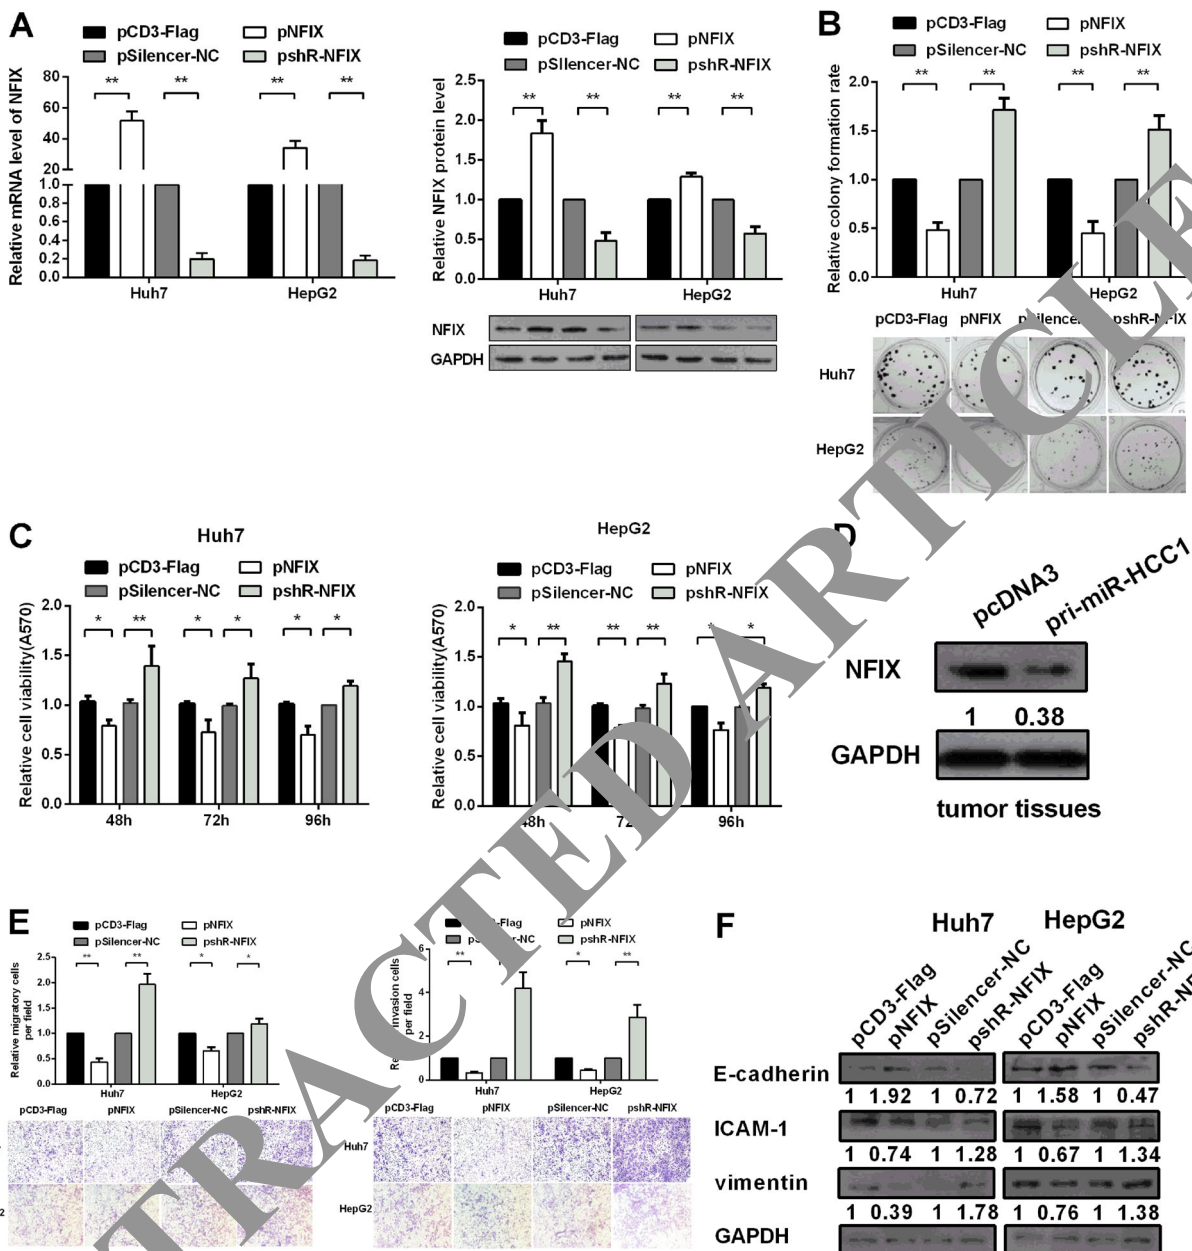 A
pCD3-Flag pNFIX
pSilencer-NC pshR-NFIX
Relative mRNA level of NFIX
80
60
40
20
1.0
0.8
0.6
0.4
0.2
0.0
** ** ** **
Huh7 HepG2
pCD3-Flag pNFIX
pSIlencer-NC pshR-NFIX
Relative NFIX protein level
2.5
2.0
1.5
1.0
0.5
0.0
** ** ** **
Huh7 HepG2
NFIX
GAPDH
B
pCD3-Flag pNFIX
pSilencer-NC pshR-NFIX
Relative colony formation rate
2.0
1.5
1.0
0.5
0.0
** ** ** **
Huh7 HepG2
pCD3-Flag pNFIX pshR-NFIX
Huh7
HepG2
C
Huh7
pCD3-Flag pNFIX
pSilencer-NC pshR-NFIX
Relative cell viability(A570)
2.0
1.5
1.0
0.5
0.0
* ** * * * *
48h 72h 96h
HepG2
pCD3-Flag pNFIX
pSilencer-NC pshR-NFIX
Relative cell viability(A570)
2.0
1.5
1.0
0.5
0.0
* ** ** ** *
96h
D
pcDNA3 pri-miR-HCC1
NFIX
1 0.38
GAPDH
tumor tissues
E
pCD3-Flag pNFIX
pSilencer-NC pshR-NFIX
Relative migratory cells
per field
2.5
2.0
1.5
1.0
0.5
0.0
** ** * *
Huh7 HepG2
pCD3-Flag pNFIX pSilencer-NC pshR-NFIX
pNFIX
pshR-NFIX
invasion cells
per field
6
4
2
0
** * **
Huh7 HepG2
pCD3-Flag pNFIX pSilencer-NC pshR-NFIX
Huh7
HepG2
F
Huh7 HepG2
pCD3-Flag pNFIX pSilencer-NC pshR-NFIX pCD3-Flag pNFIX pSilencer-NC
E-cadherin
1 1.92 1 0.72 1 1.58 1 0.47
ICAM-1
1 0.74 1 1.28 1 0.67 1 1.34
vimentin
1 0.39 1 1.78 1 0.76 1 1.38
GAPDH
TRACTED ARTICLE